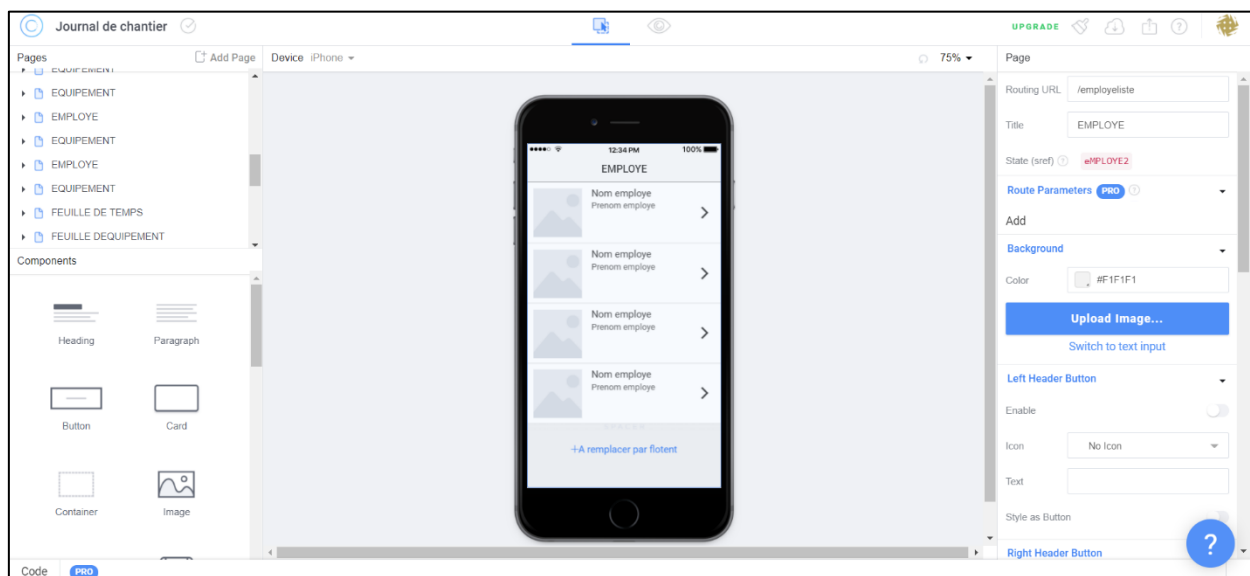 Journal de chantier
UPGRADE
Pages
Add Page
Device iPhone
75%
Page
EQUIPEMENT
EQUIPEMENT
EMPLOYE
EQUIPEMENT
EMPLOYE
EQUIPEMENT
FEUILLE DE TEMPS
FEUILLE DEQUIPEMENT
Components
Heading
Paragraph
Button
Card
Container
Image
Code PRO
12:34 PM
100%
EMPLOYE
Nom employe
Prenom employe
Nom employe
Prenom employe
Nom employe
Prenom employe
Nom employe
Prenom employe
+A remplacer par flotent
Routing URL /employeliste
Title EMPLOYE
State (sref) ? eMPLOYE2
Route Parameters PRO ?
Add
Background
Color #F1F1F1
Upload Image...
Switch to text input
Left Header Button
Enable
Icon No Icon
Text
Style as Button
Right Header Button
?